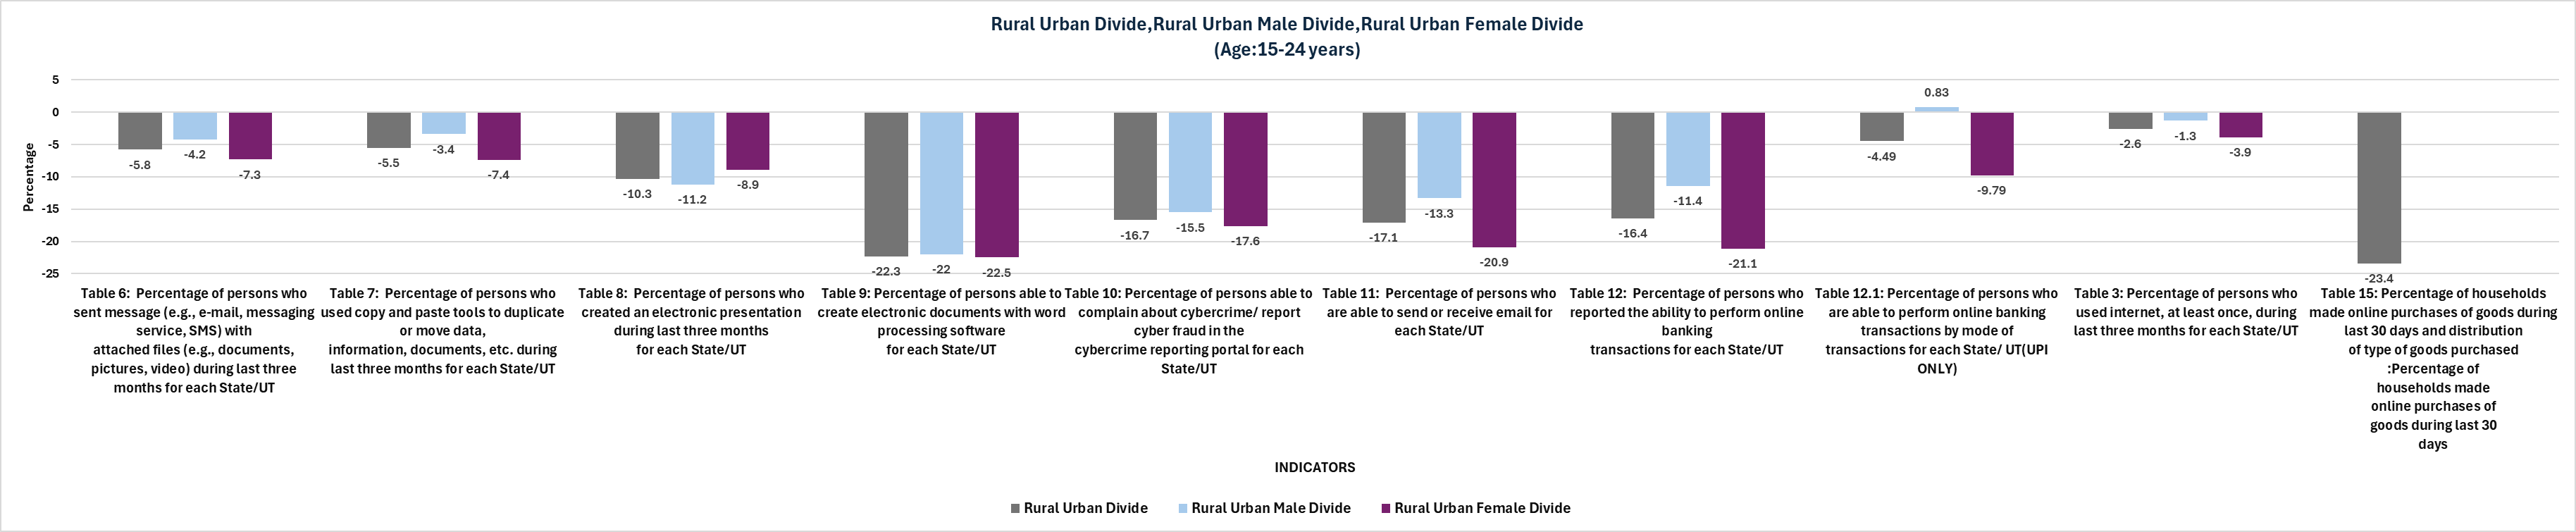 Rural Urban Divide,Rural Urban Male Divide,Rural Urban Female Divide
(Age:15-24 years)
Percentage
5
0
-5
-10
-15
-20
-25
-5.8
-4.2
-7.3
-5.5
-3.4
-7.4
-10.3
-11.2
-8.9
-22.3
-22
-22.5
-16.7
-15.5
-17.6
-17.1
-13.3
-20.9
-16.4
-11.4
-21.1
-4.49
0.83
-9.79
-2.6
-1.3
-3.9
-23.4
Table 6: Percentage of persons who
sent message (e.g., e-mail, messaging
service, SMS) with
attached files (e.g., documents,
pictures, video) during last three
months for each State/UT
Table 7: Percentage of persons who
used copy and paste tools to duplicate
or move data,
information, documents, etc. during
last three months for each State/UT
Table 8: Percentage of persons who
created an electronic presentation
during last three months
for each State/UT
Table 9: Percentage of persons able to
create electronic documents with word
processing software
for each State/UT
Table 10: Percentage of persons able to
complain about cybercrime/ report
cyber fraud in the
cybercrime reporting portal for each
State/UT
Table 11: Percentage of persons who
are able to send or receive email for
each State/UT
Table 12: Percentage of persons who
reported the ability to perform online
banking
transactions for each State/UT
Table 12.1: Percentage of persons who
are able to perform online banking
transactions by mode of
transactions for each State/ UT(UPI
ONLY)
Table 3: Percentage of persons who
used internet, at least once, during
last three months for each State/UT
Table 15: Percentage of households
made online purchases of goods during
last 30 days and distribution
of type of goods purchased
:Percentage of
households made
online purchases of
goods during last 30
days
INDICATORS
Rural Urban Divide
Rural Urban Male Divide
Rural Urban Female Divide